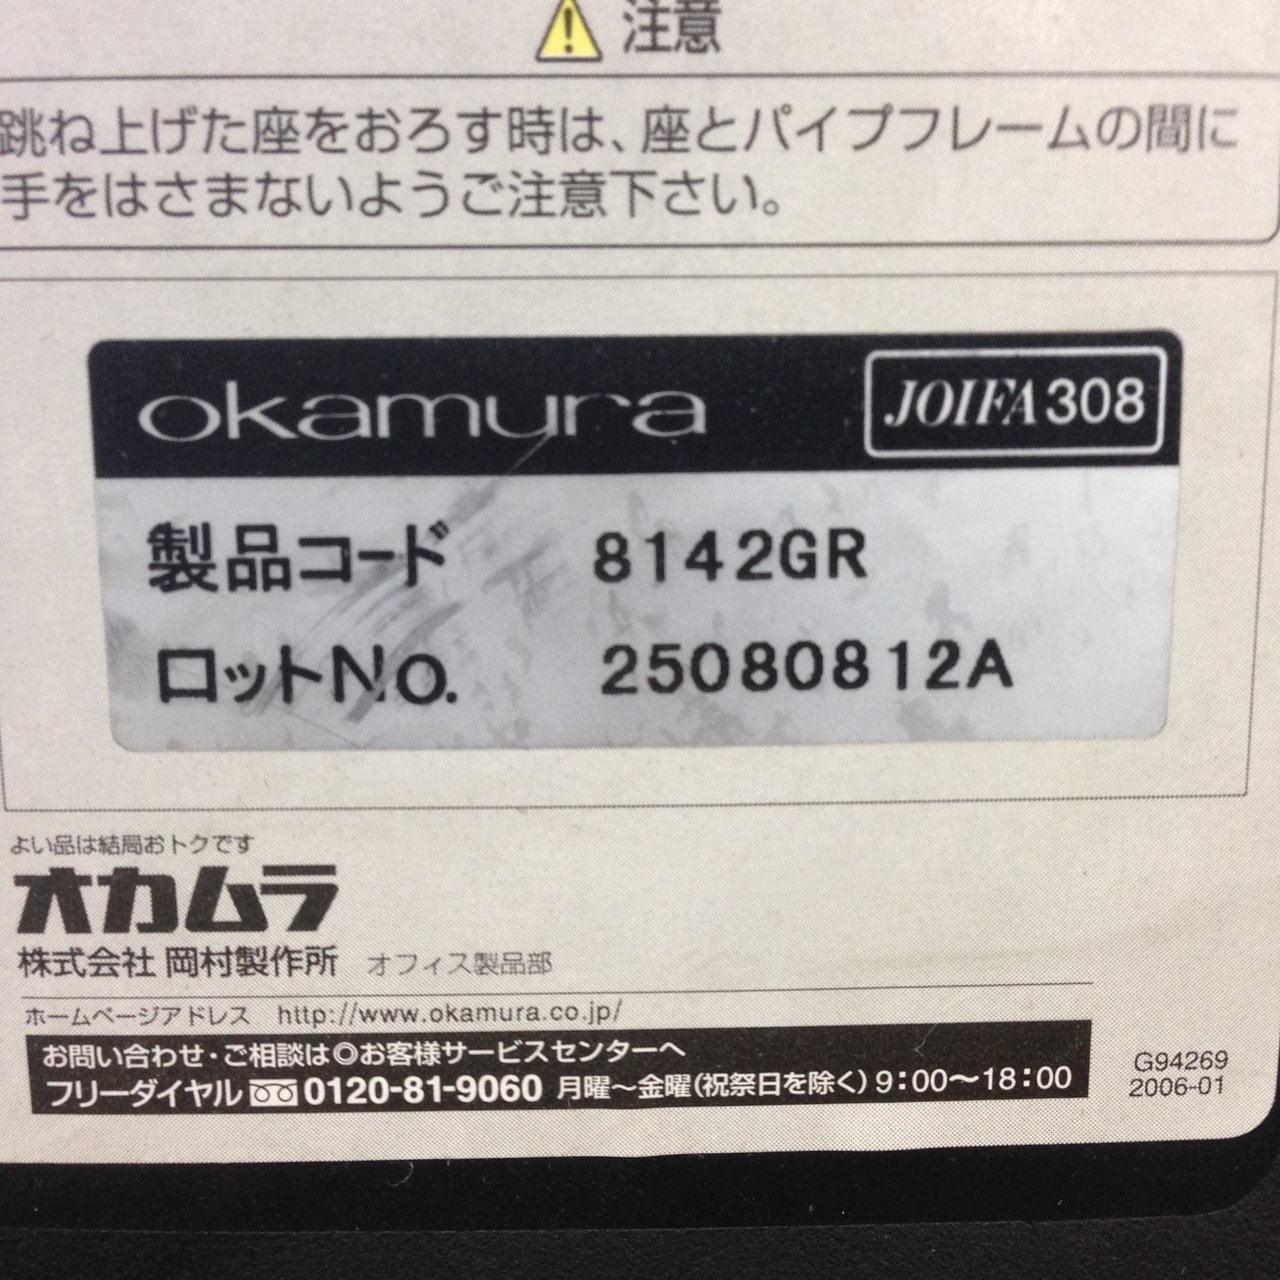 注意
跳ね上げた座をおろす時は、座とパイプフレームの間に
手をはさまないようご注意下さい。
okamura JOIFA308
製品コード 8142GR
ロットNo. 25080812A
よい品は結局おトクです
オカムラ
株式会社 岡村製作所 オフィス製品部
ホームページアドレス http://www.okamura.co.jp/
お問い合わせ・ご相談は◎お客様サービスセンターへ
フリーダイヤル 0120-81-9060 月曜〜金曜(祝祭日を除く)9:00〜18:00
G94269
2006-01